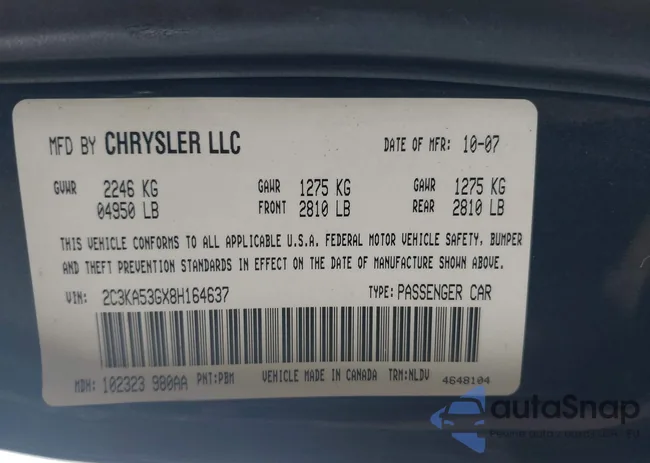 MFD BY CHRYSLER LLC DATE OF MFR: 10-07
GVWR 2246 KG GAWR 1275 KG GAWR 1275 KG
04950 LB FRONT 2810 LB REAR 2810 LB
THIS VEHICLE CONFORMS TO ALL APPLICABLE U.S.A. FEDERAL MOTOR VEHICLE SAFETY, BUMPER
AND THEFT PREVENTION STANDARDS IN EFFECT ON THE DATE OF MANUFACTURE SHOWN ABOVE.
VIN: 2C3KA53GX8H164637 TYPE: PASSENGER CAR
MDH: 102323 980AA PNT: PBM VEHICLE MADE IN CANADA TRM: NLDV 4648104
autaSnap